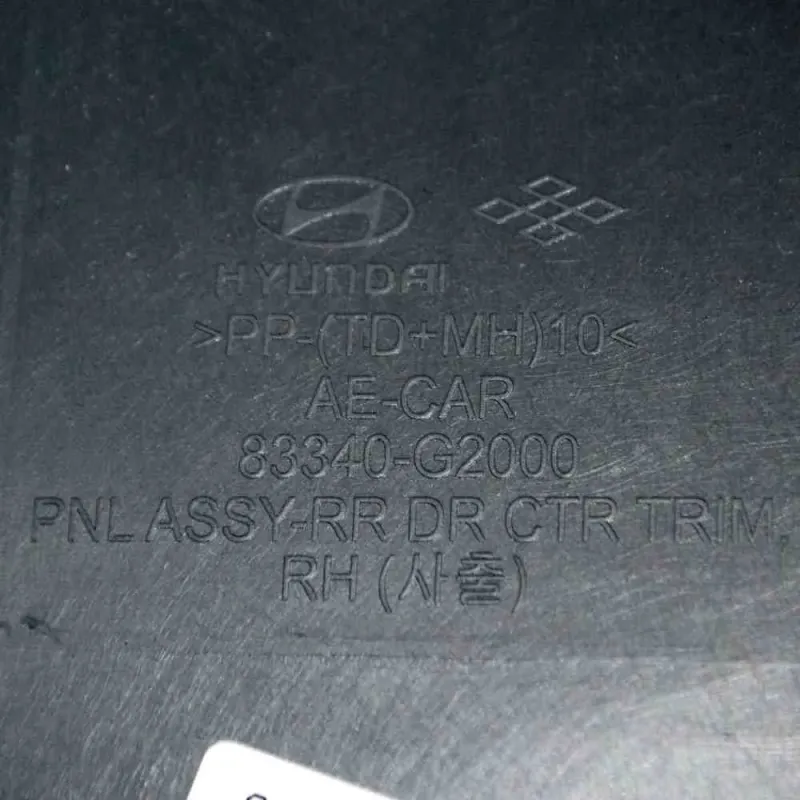 HYUNDAI
>PP-(TD+MH)10<
AE-CAR
83340-G2000
PNL ASSY-RR DR CTR TRIM,
RH (사출)